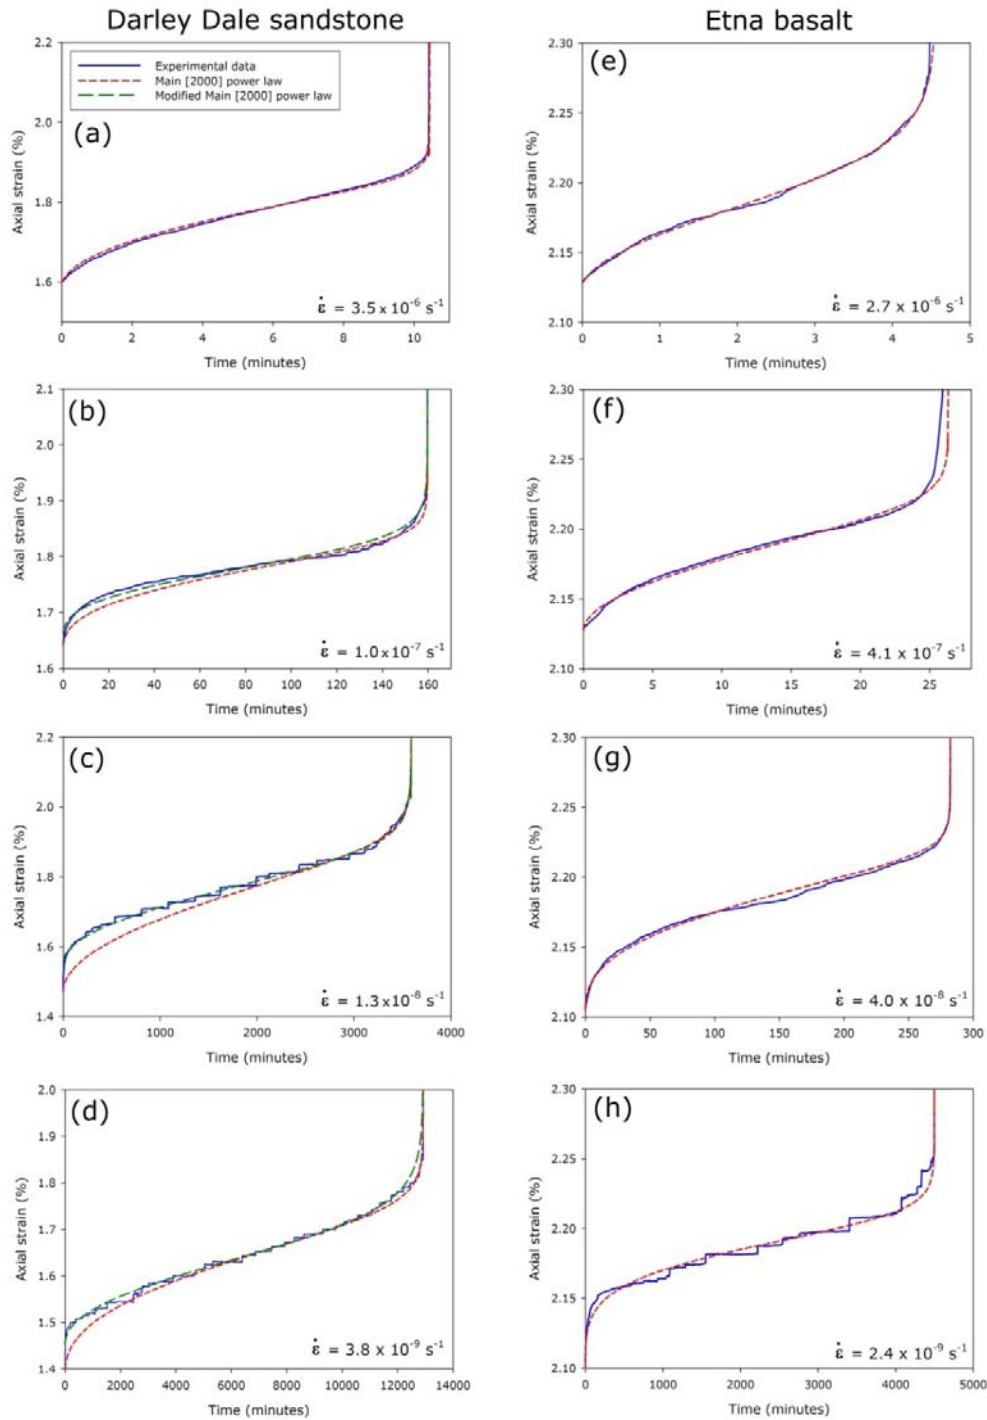 Darley Dale sandstone
Etna basalt
2.2
2.0
1.8
1.6
Axial strain (%)
Experimental data
Main [2000] power law
Modified Main [2000] power law
(a)
ε̇ = 3.5 x 10⁻⁶ s⁻¹
0 2 4 6 8 10
Time (minutes)
2.30
2.25
2.20
2.15
2.10
Axial strain (%)
(e)
ε̇ = 2.7 x 10⁻⁶ s⁻¹
0 1 2 3 4 5
Time (minutes)
2.1
2.0
1.9
1.8
1.7
1.6
Axial strain (%)
(b)
ε̇ = 1.0x10⁻⁷ s⁻¹
0 20 40 60 80 100 120 140 160
Time (minutes)
2.30
2.25
2.20
2.15
2.10
Axial strain (%)
(f)
ε̇ = 4.1 x 10⁻⁷ s⁻¹
0 5 10 15 20 25
Time (minutes)
2.2
2.0
1.8
1.6
1.4
Axial strain (%)
(c)
ε̇ = 1.3x10⁻⁸ s⁻¹
0 1000 2000 3000 4000
Time (minutes)
2.30
2.25
2.20
2.15
2.10
Axial strain (%)
(g)
ε̇ = 4.0 x 10⁻⁸ s⁻¹
0 50 100 150 200 250 300
Time (minutes)
2.0
1.9
1.8
1.7
1.6
1.5
1.4
Axial strain (%)
(d)
ε̇ = 3.8 x 10⁻⁹ s⁻¹
0 2000 4000 6000 8000 10000 12000 14000
Time (minutes)
2.30
2.25
2.20
2.15
2.10
Axial strain (%)
(h)
ε̇ = 2.4 x 10⁻⁹ s⁻¹
0 1000 2000 3000 4000 5000
Time (minutes)